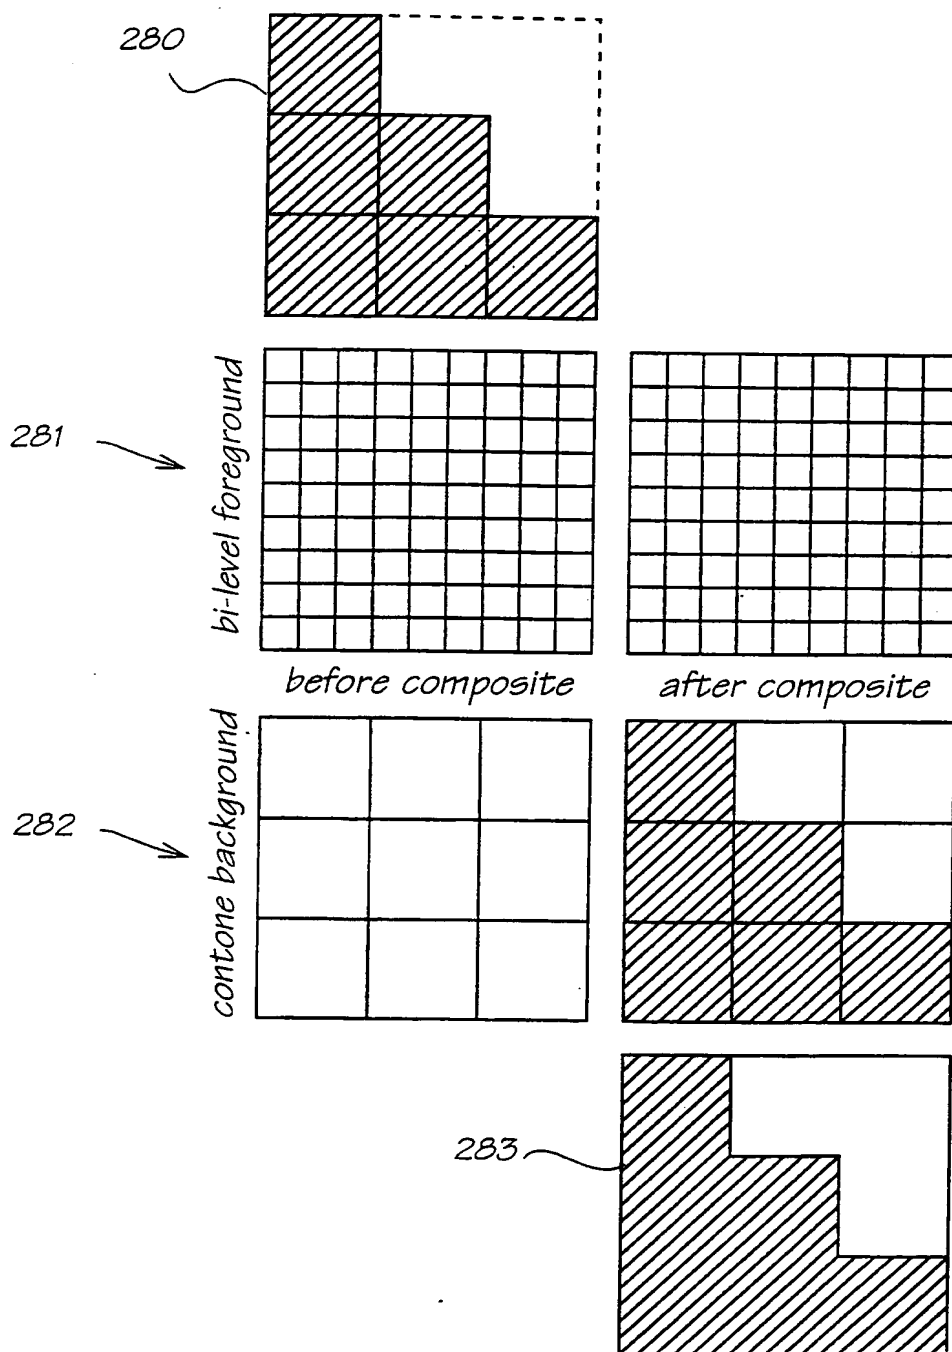 280
281
bi-level foreground
before composite
after composite
282
contone background
283